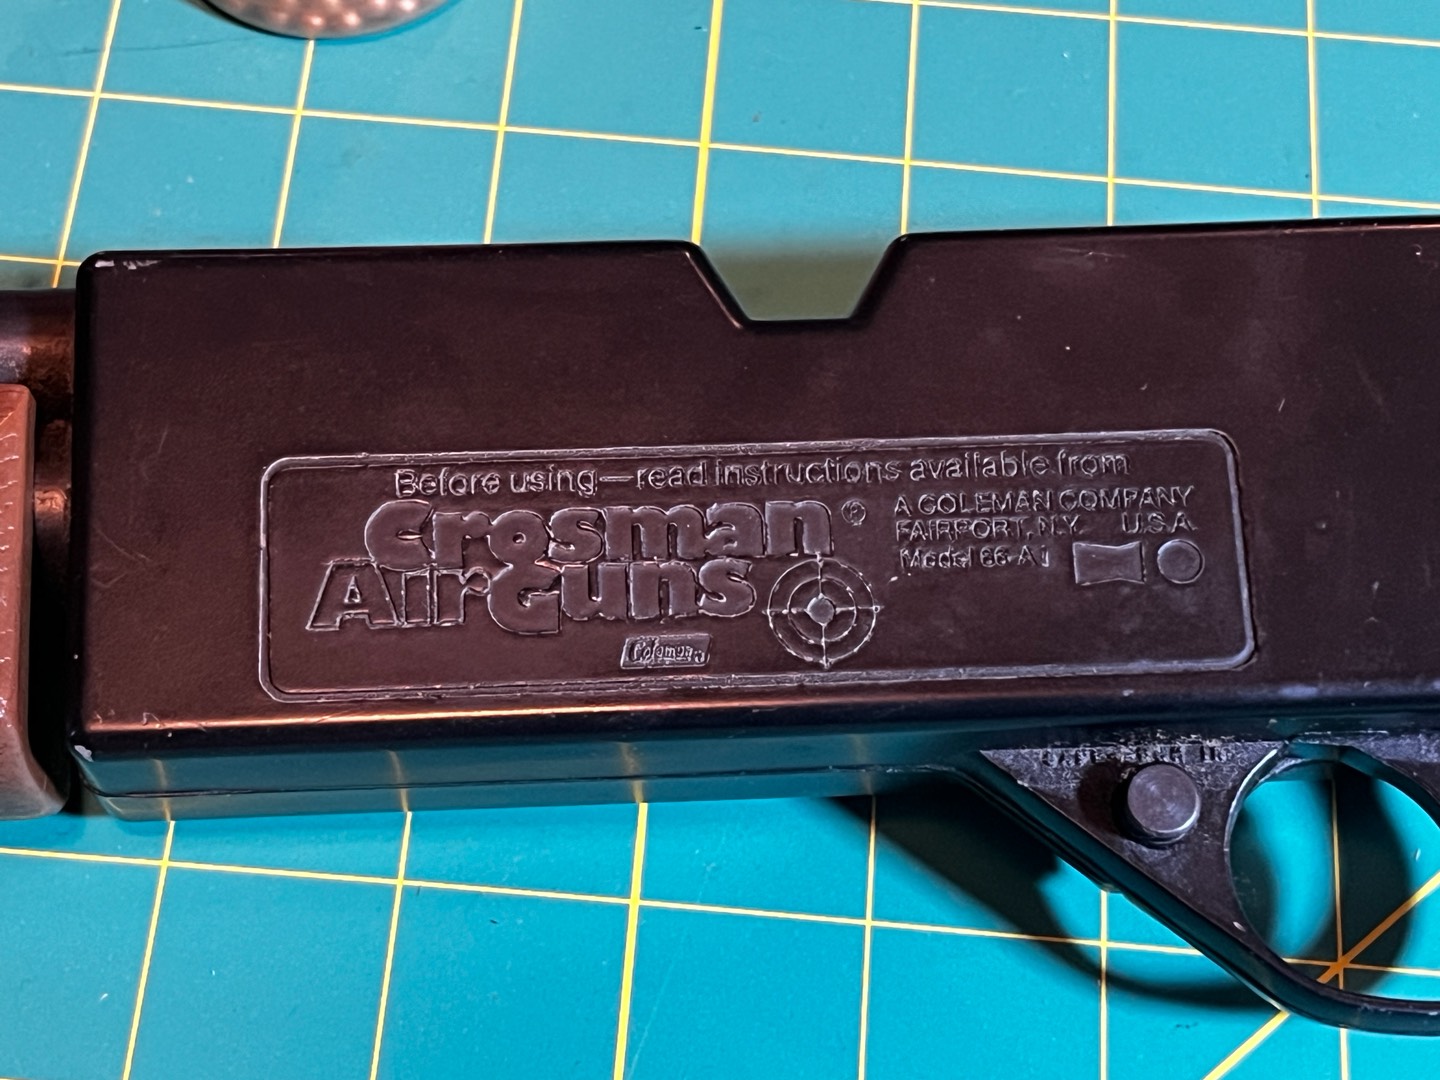 Before using—read instructions available from
Crosman ®
AirGuns
A COLEMAN COMPANY
FAIRPORT, N.Y. U.S.A
Model 66-A1
Coleman